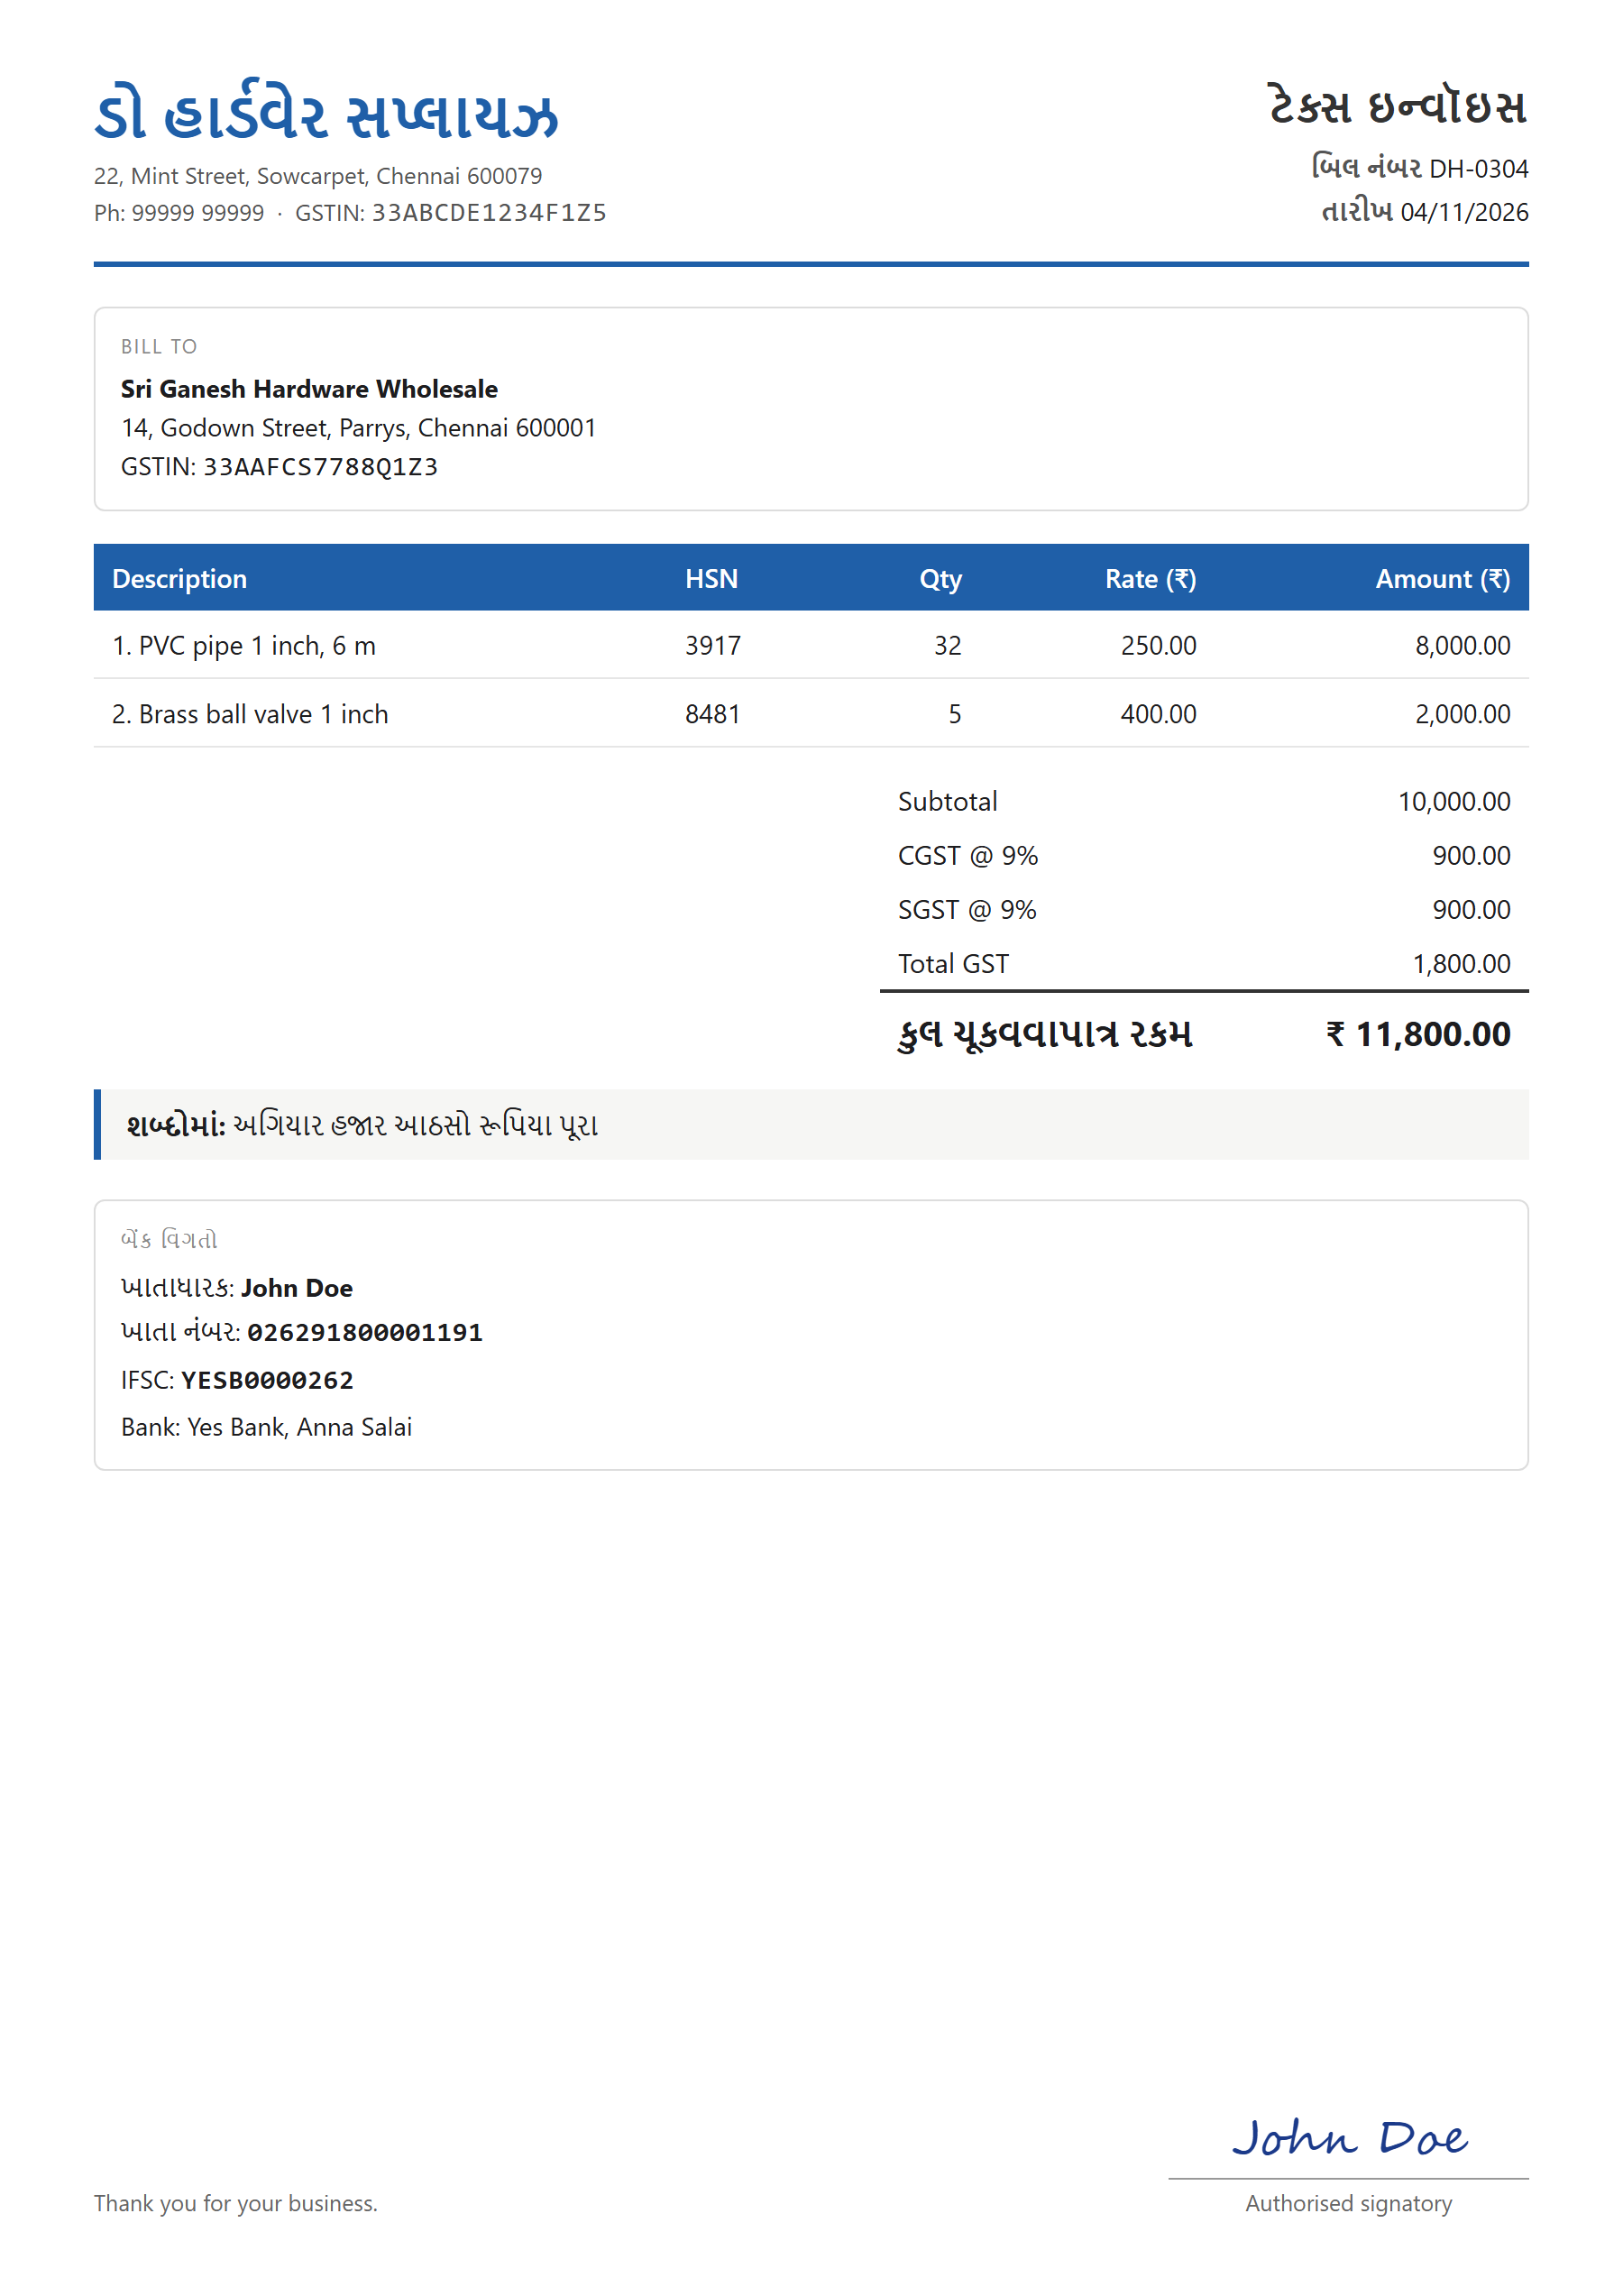 ડો હાર્ડવેર સપ્લાયઝ
22, Mint Street, Sowcarpet, Chennai 600079
Ph: 99999 99999 · GSTIN: 33ABCDE1234F1Z5
ટેક્સ ઇન્વૉઇસ
બિલ નંબર DH-0304
તારીખ 04/11/2026
BILL TO
Sri Ganesh Hardware Wholesale
14, Godown Street, Parrys, Chennai 600001
GSTIN: 33AAFCS7788Q1Z3
Description HSN Qty Rate (₹) Amount (₹)
1. PVC pipe 1 inch, 6 m 3917 32 250.00 8,000.00
2. Brass ball valve 1 inch 8481 5 400.00 2,000.00
Subtotal 10,000.00
CGST @ 9% 900.00
SGST @ 9% 900.00
Total GST 1,800.00
કુલ ચૂકવવાપાત્ર રકમ ₹ 11,800.00
શબ્દોમાં: અગિયાર હજાર આઠસો રૂપિયા પૂરા
બેંક વિગતો
ખાતાધારક: John Doe
ખાતા નંબર: 026291800001191
IFSC: YESB0000262
Bank: Yes Bank, Anna Salai
John Doe
Thank you for your business.
Authorised signatory